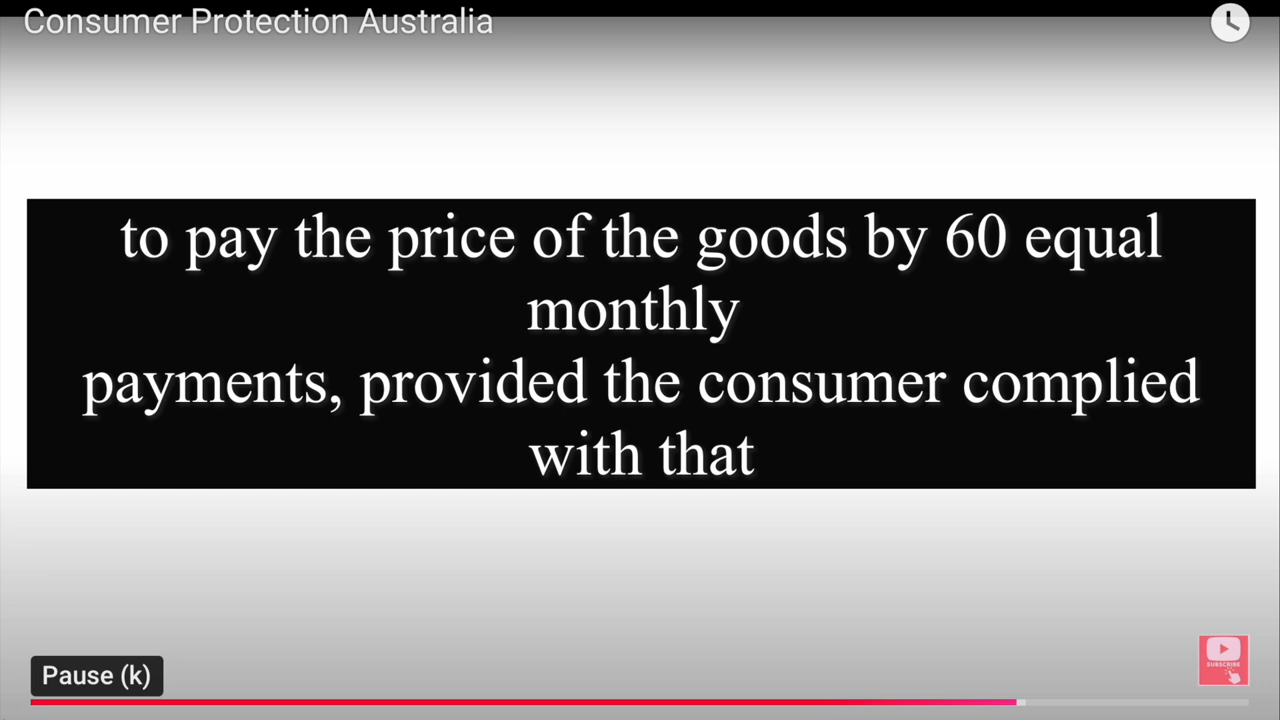 Consumer Protection Australia
to pay the price of the goods by 60 equal
monthly
payments, provided the consumer complied
with that
SUBSCRIBE
Pause (k)